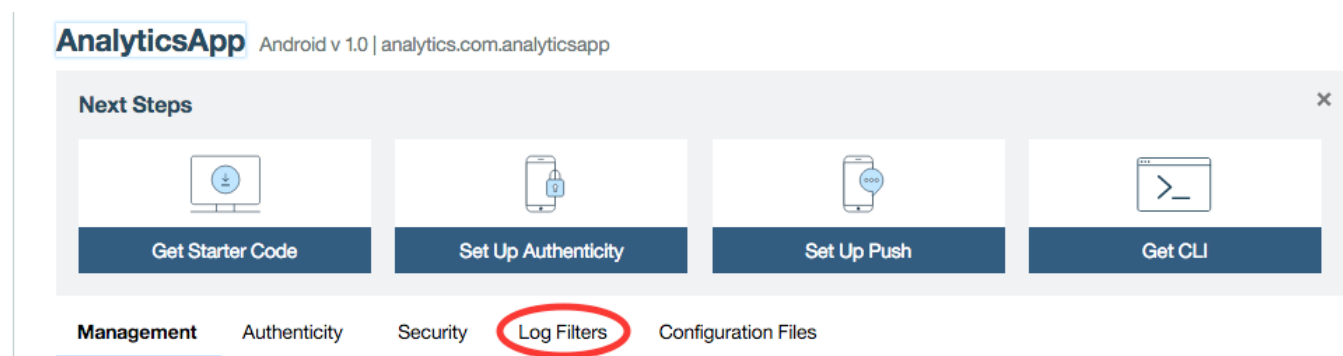 AnalyticsApp Android v 1.0 | analytics.com.analyticsapp
Next Steps ×
Get Starter Code Set Up Authenticity Set Up Push Get CLI
Management Authenticity Security Log Filters Configuration Files